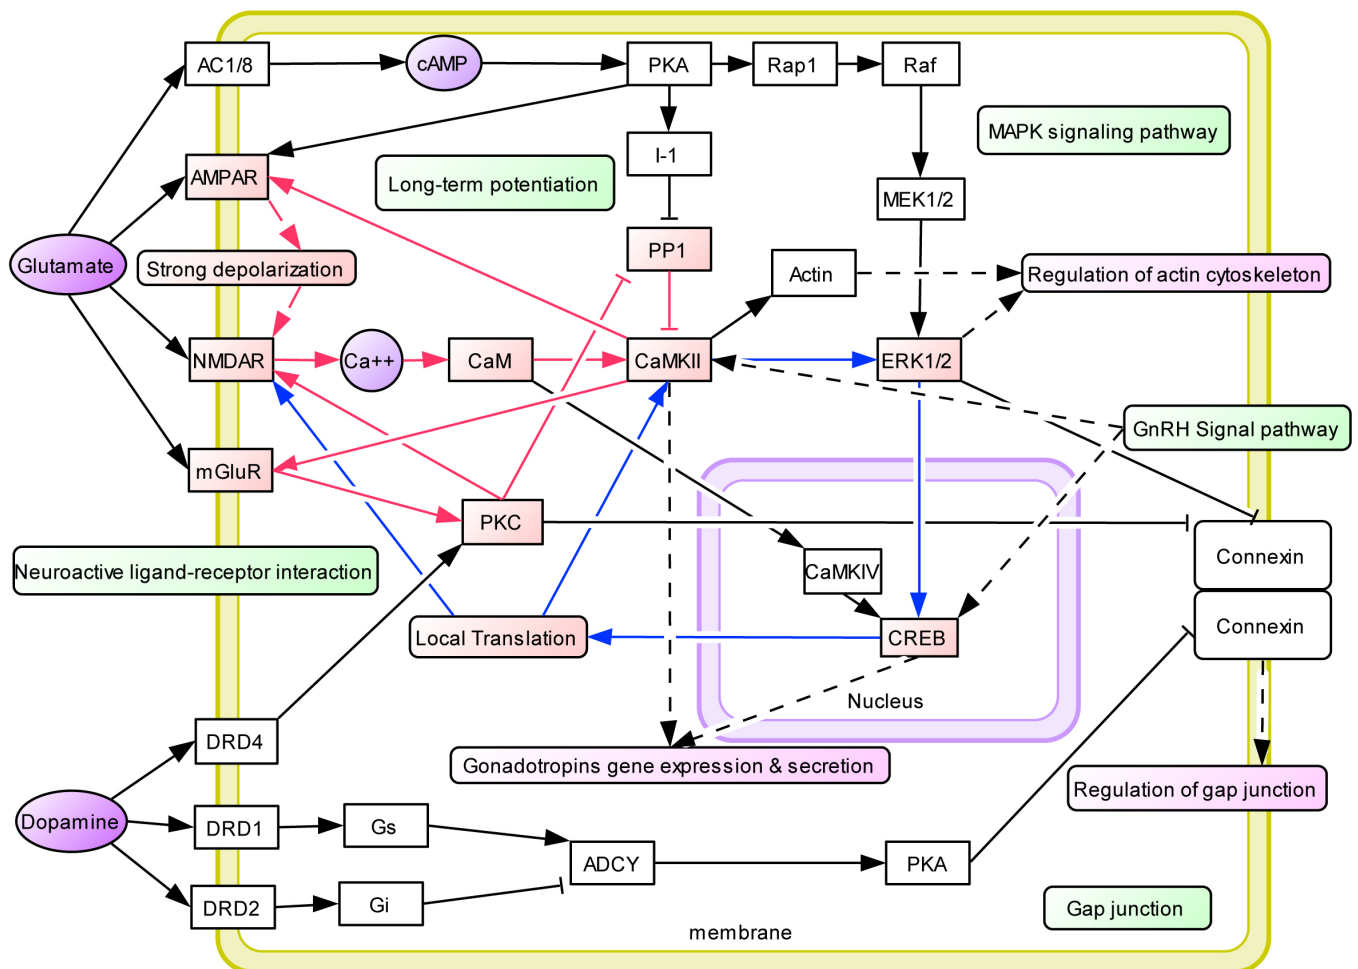 AC1/8
cAMP
PKA
Rap1
Raf
MAPK signaling pathway
I-1
AMPAR
Long-term potentiation
MEK1/2
PP1
Glutamate
Strong depolarization
Actin
Regulation of actin cytoskeleton
NMDAR
Ca++
CaM
CaMKII
ERK1/2
GnRH Signal pathway
mGluR
PKC
Connexin
Neuroactive ligand-receptor interaction
CaMKIV
Connexin
Local Translation
CREB
Nucleus
DRD4
Gonadotropins gene expression & secretion
Regulation of gap junction
Dopamine
DRD1
Gs
ADCY
PKA
DRD2
Gi
Gap junction
membrane